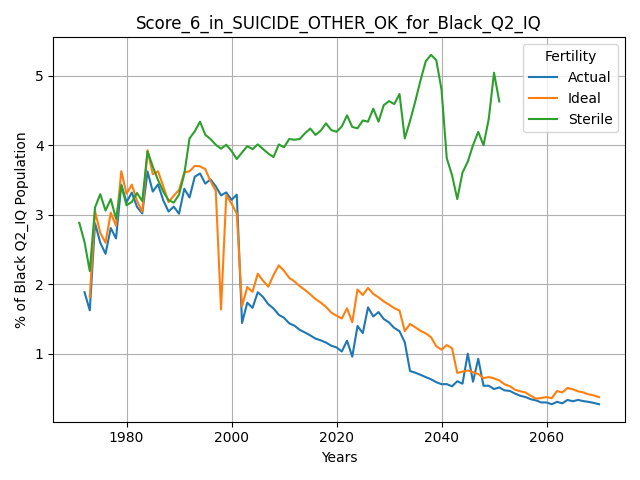 Score_6_in_SUICIDE_OTHER_OK_for_Black_Q2_IQ
% of Black Q2_IQ Population
5
4
3
2
1
Fertility
Actual
Ideal
Sterile
1980 2000 2020 2040 2060
Years